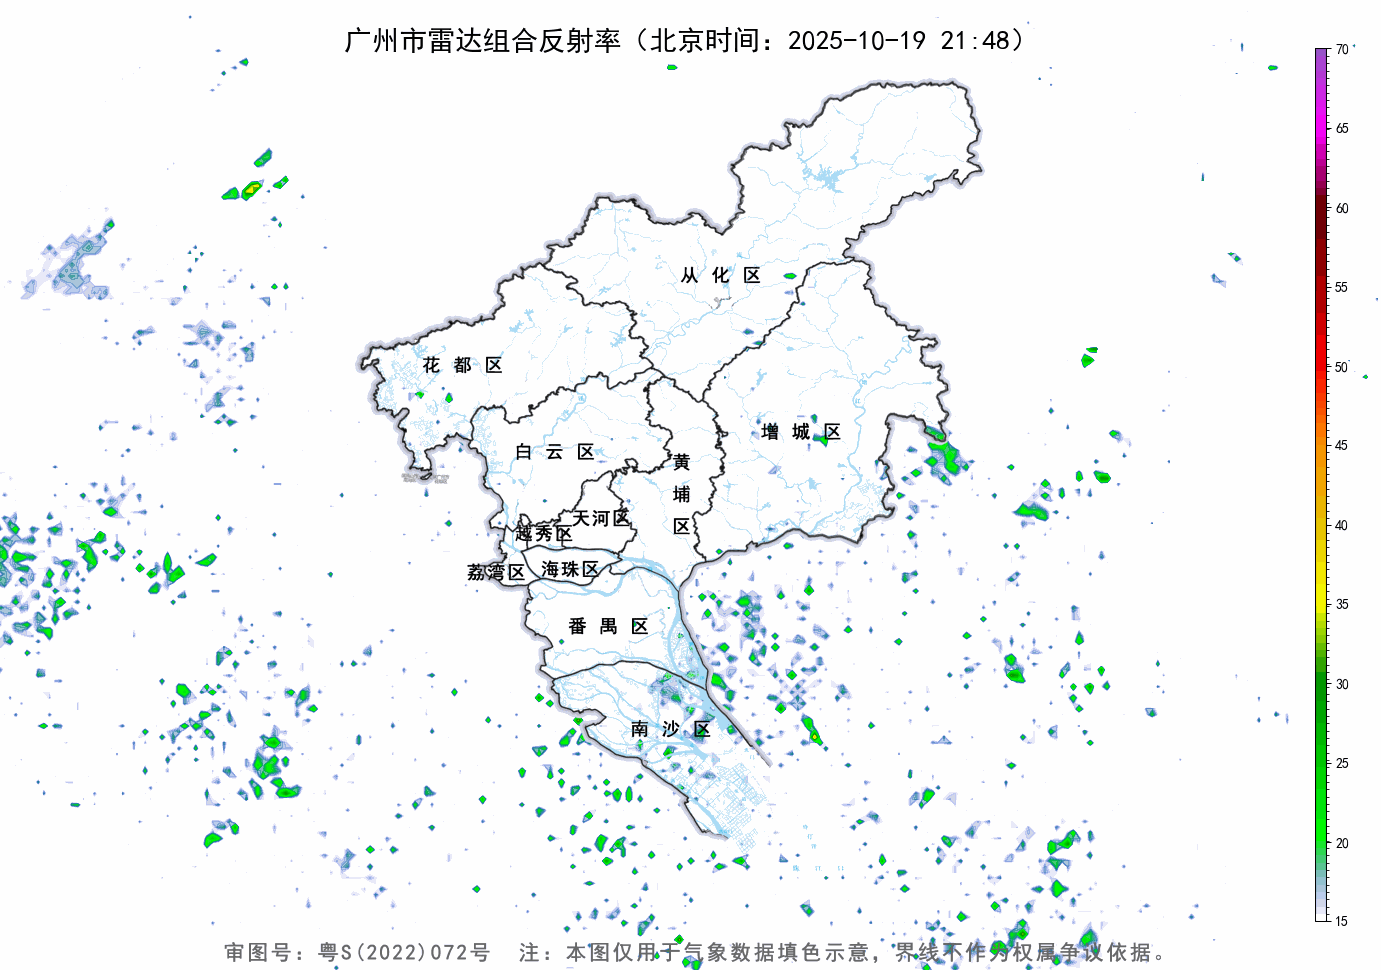 广州市雷达组合反射率（北京时间：2025-10-19 21:48）
70
65
60
55
50
45
40
35
30
25
20
15
从化区
花都区
增城区
白云区
黄埔区
天河区
越秀区
荔湾区
海珠区
番禺区
南沙区
审图号：粤S(2022)072号 注：本图仅用于气象数据填色示意，界线不作为权属争议依据。